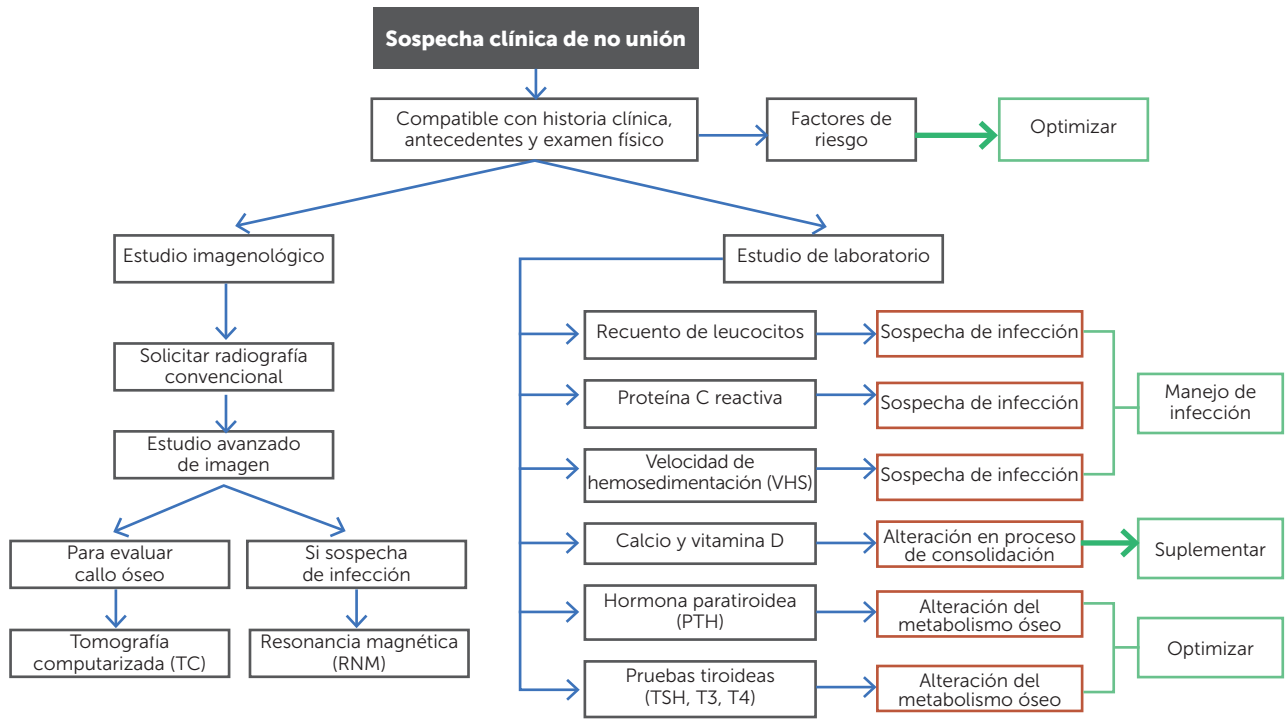 Sospecha clínica de no unión
Compatible con historia clínica,
antecedentes y examen físico
Factores de
riesgo
Optimizar
Estudio imagenológico
Solicitar radiografía
convencional
Estudio avanzado
de imagen
Para evaluar
callo óseo
Si sospecha
de infección
Tomografía
computarizada (TC)
Resonancia magnética
(RNM)
Estudio de laboratorio
Recuento de leucocitos
Sospecha de infección
Proteína C reactiva
Sospecha de infección
Velocidad de
hemosedimentación (VHS)
Sospecha de infección
Manejo de
infección
Calcio y vitamina D
Alteración en proceso
de consolidación
Suplementar
Hormona paratiroidea
(PTH)
Alteración del
metabolismo óseo
Pruebas tiroideas
(TSH, T3, T4)
Alteración del
metabolismo óseo
Optimizar